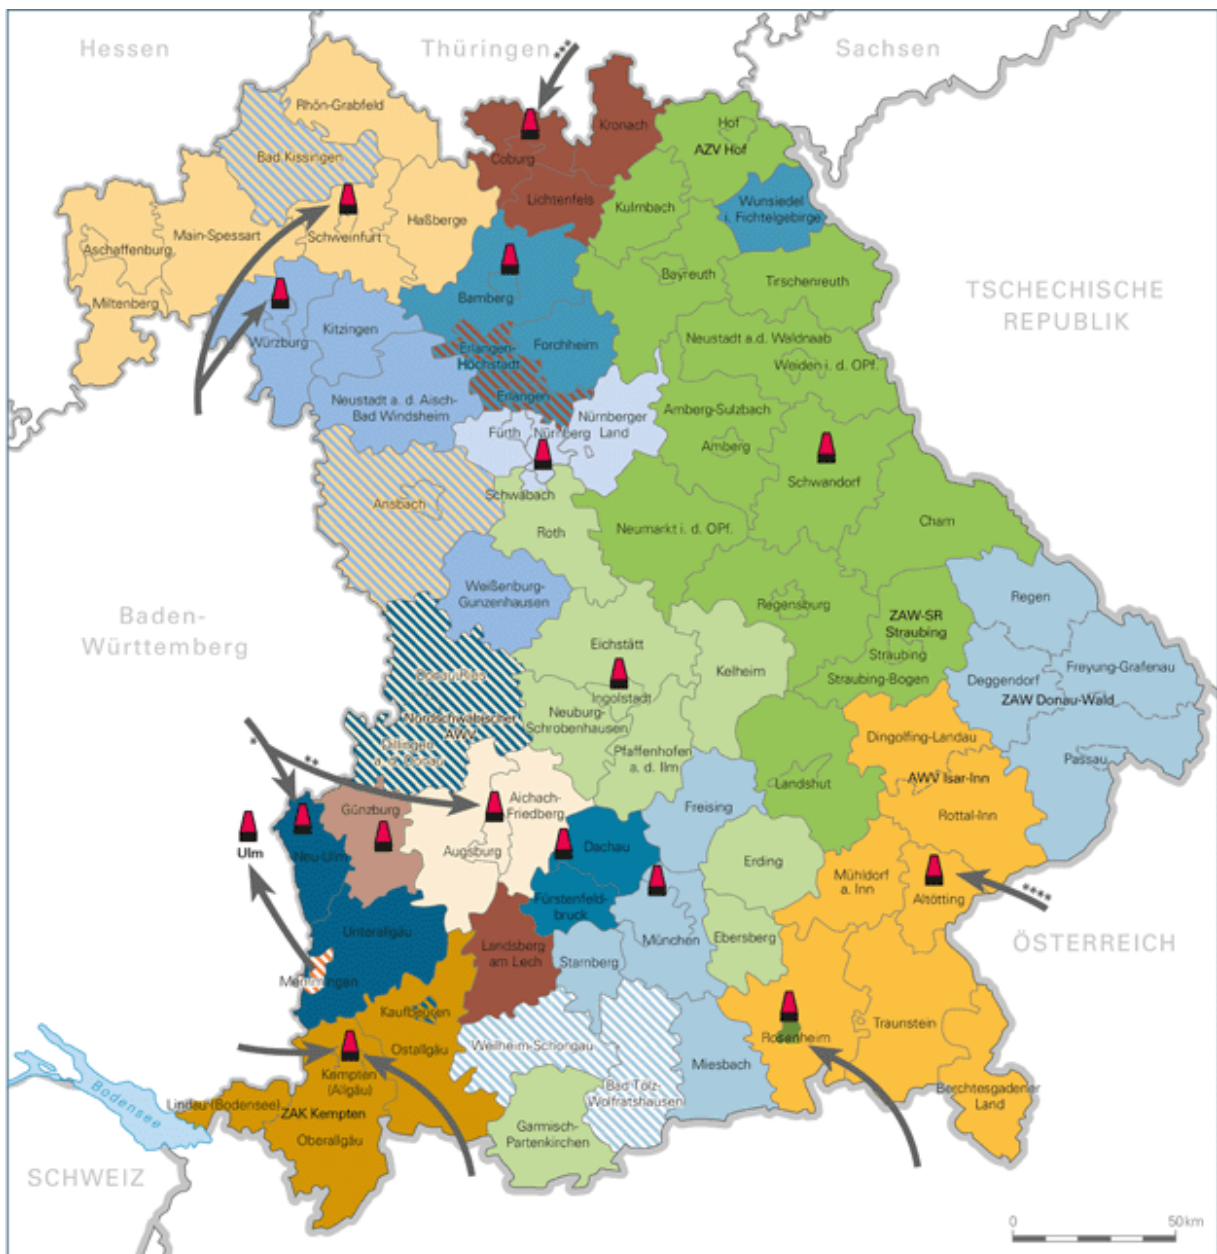 Hessen
Thüringen
***
Sachsen
Rhön-Grabfeld
Kronach
Hof
AZV Hof
Bad Kissingen
Coburg
Lichtenfels
Kulmbach
Wunsiedel
i. Fichtelgebirge
Haßberge
Main-Spessart
Schweinfurt
Aschaffenburg
Bayreuth
Tirschenreuth
Miltenberg
Bamberg
TSCHECHISCHE
REPUBLIK
Kitzingen
Würzburg
Erlangen-
Höchstadt
Forchheim
Neustadt a.d. Waldnaab
Weiden i. d. OPf.
Neustadt a. d. Aisch-
Bad Windsheim
Erlangen
Fürth
Nürnberg
Nürnberger
Land
Amberg-Sulzbach
Amberg
Schwandorf
Ansbach
Schwabach
Roth
Neumarkt i. d. OPf.
Cham
Weißenburg-
Gunzenhausen
Regensburg
Regen
Baden-
Württemberg
ZAW-SR
Straubing
Straubing
Straubing-Bogen
Eichstätt
Kelheim
Freyung-Grafenau
Deggendorf
ZAW Donau-Wald
Donau-Ries
Ingolstadt
Nordschwäbischer
AWV
Neuburg-
Schrobenhausen
Dingolfing-Landau
Dillingen
a. d. Donau
Pfaffenhofen
a. d. Ilm
Passau
*
**
Landshut
AWV Isar-Inn
Günzburg
Aichach-
Friedberg
Freising
Rottal-Inn
Ulm
Neu-Ulm
Augsburg
Dachau
Erding
Mühldorf
a. Inn
Altötting
****
Fürstenfeld-
bruck
Unterallgäu
Landsberg
am Lech
Starnberg
München
Ebersberg
ÖSTERREICH
Memmingen
Kaufbeuren
Ostallgäu
Weilheim-Schongau
Rosenheim
Traunstein
Miesbach
Kempten
(Allgäu)
Bad Tölz-
Wolfratshausen
Berchtesgadener
Land
Bodensee
Lindau (Bodensee)
ZAK Kempten
Oberallgäu
Garmisch-
Partenkirchen
SCHWEIZ
0
50 km